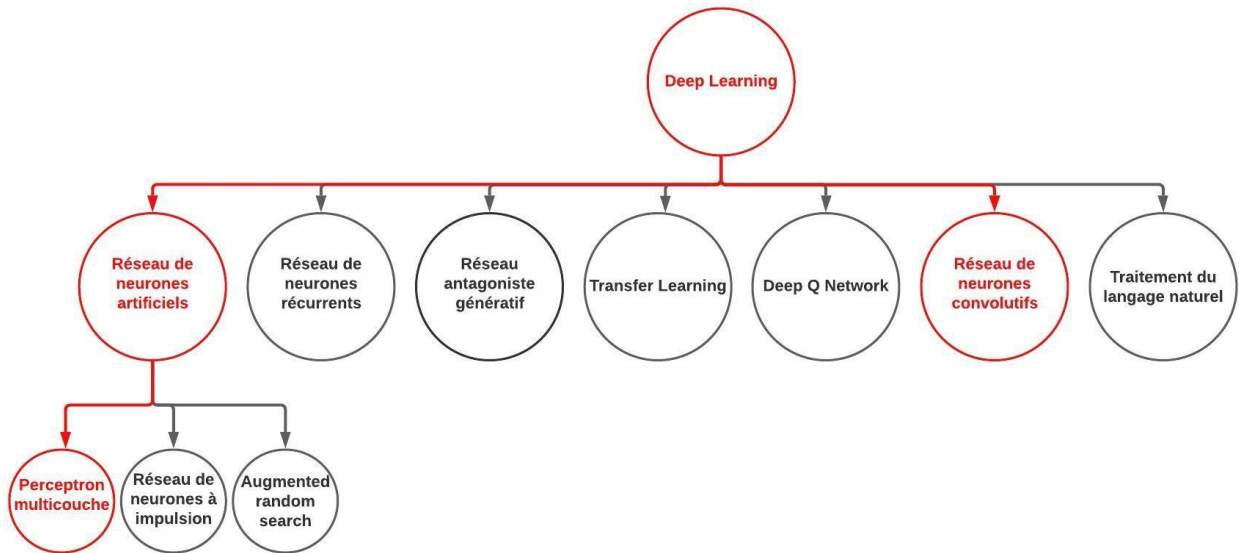 Deep Learning
Réseau de
neurones
artificiels
Réseau de
neurones
récurrents
Réseau
antagoniste
génératif
Transfer Learning
Deep Q Network
Réseau de
neurones
convolutifs
Traitement du
langage naturel
Perceptron
multicouche
Réseau de
neurones à
impulsion
Augmented
random
search